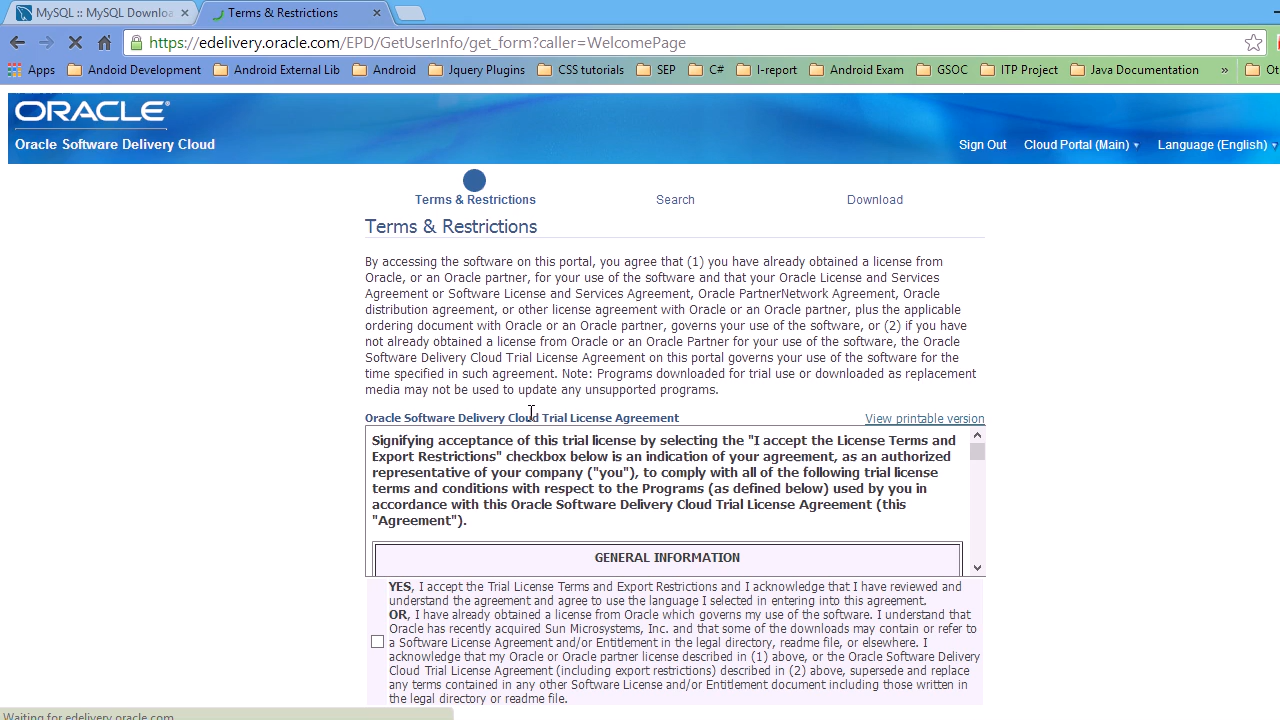 MySQL :: MySQL Downloa
Terms & Restrictions
https://edelivery.oracle.com/EPD/GetUserInfo/get_form?caller=WelcomePage
Apps Andoid Development Android External Lib Android Jquery Plugins CSS tutorials SEP C# I-report Android Exam GSOC ITP Project Java Documentation » Ot
ORACLE®
Oracle Software Delivery Cloud
Sign Out Cloud Portal (Main) Language (English)
Terms & Restrictions Search Download
Terms & Restrictions
By accessing the software on this portal, you agree that (1) you have already obtained a license from
Oracle, or an Oracle partner, for your use of the software and that your Oracle License and Services
Agreement or Software License and Services Agreement, Oracle PartnerNetwork Agreement, Oracle
distribution agreement, or other license agreement with Oracle or an Oracle partner, plus the applicable
ordering document with Oracle or an Oracle partner, governs your use of the software, or (2) if you have
not already obtained a license from Oracle or an Oracle Partner for your use of the software, the Oracle
Software Delivery Cloud Trial License Agreement on this portal governs your use of the software for the
time specified in such agreement. Note: Programs downloaded for trial use or downloaded as replacement
media may not be used to update any unsupported programs.
Oracle Software Delivery Cloud Trial License Agreement View printable version
Signifying acceptance of this trial license by selecting the "I accept the License Terms and
Export Restrictions" checkbox below is an indication of your agreement, as an authorized
representative of your company ("you"), to comply with all of the following trial license
terms and conditions with respect to the Programs (as defined below) used by you in
accordance with this Oracle Software Delivery Cloud Trial License Agreement (this
"Agreement").
GENERAL INFORMATION
YES, I accept the Trial License Terms and Export Restrictions and I acknowledge that I have reviewed and
understand the agreement and agree to use the language I selected in entering into this agreement.
OR, I have already obtained a license from Oracle which governs my use of the software. I understand that
Oracle has recently acquired Sun Microsystems, Inc. and that some of the downloads may contain or refer to
a Software License Agreement and/or Entitlement in the legal directory, readme file, or elsewhere. I
acknowledge that my Oracle or Oracle partner license described in (1) above, or the Oracle Software Delivery
Cloud Trial License Agreement (including export restrictions) described in (2) above, supersede and replace
any terms contained in any other Software License and/or Entitlement document including those written in
the legal directory or readme file.
Waiting for edelivery.oracle.com